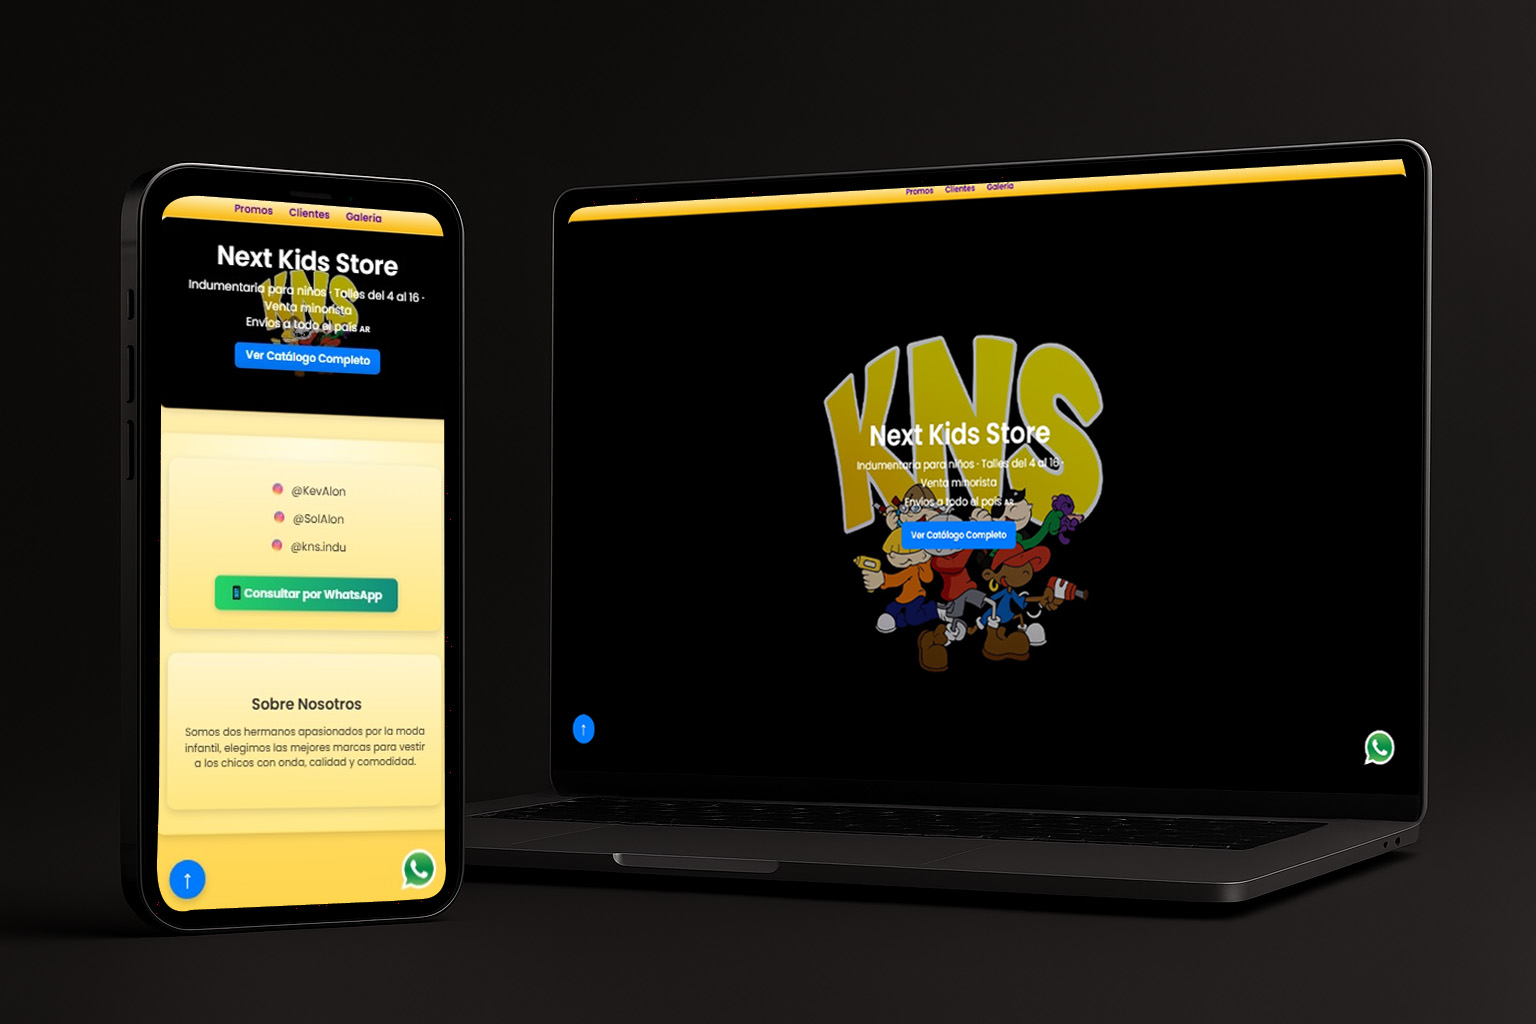 Promos Clientes Galería
Next Kids Store
KNS
Indumentaria para niños · Talles del 4 al 16 ·
Venta minorista
Envíos a todo el país AR
Ver Catálogo Completo
@KevAlon
@SolAlon
@kns.indu
Consultar por WhatsApp
Sobre Nosotros
Somos dos hermanos apasionados por la moda
infantil, elegimos las mejores marcas para vestir
a los chicos con onda, calidad y comodidad.
↑
Promos Clientes Galería
KNS
Next Kids Store
Indumentaria para niños · Talles del 4 al 16 ·
Venta minorista
Envíos a todo el país AR
Ver Catálogo Completo
↑